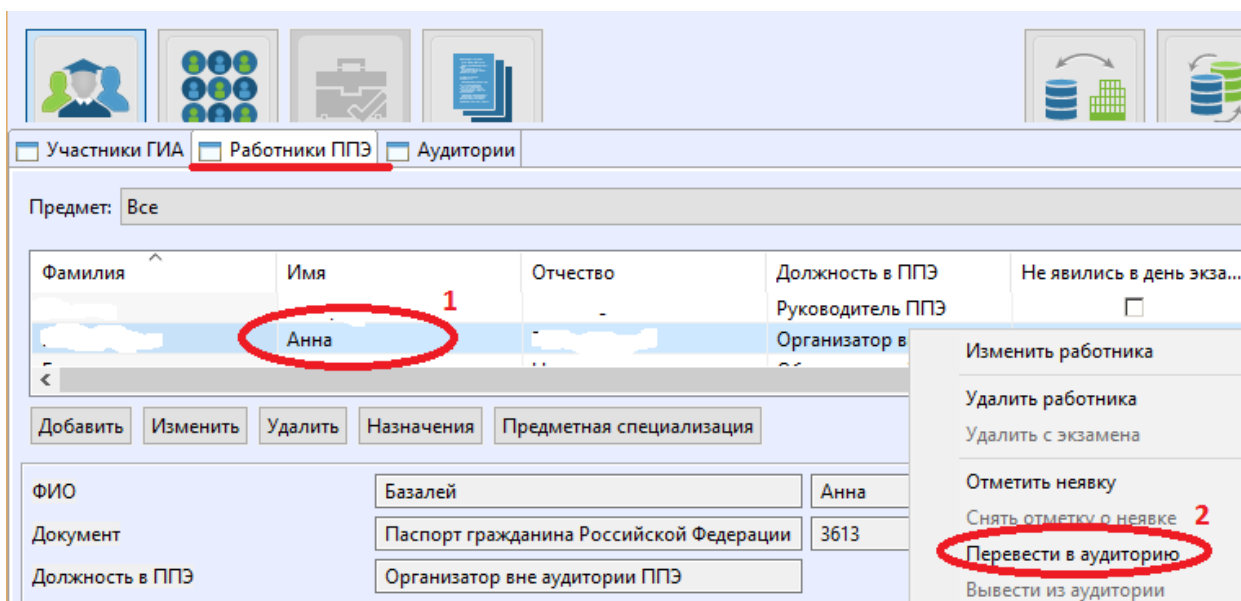 Участники ГИА Работники ППЭ Аудитории
Предмет: Все
Фамилия Имя Отчество Должность в ППЭ Не явились в день экза...
Руководитель ППЭ
1
Анна Организатор в
Изменить работника
Удалить работника
Добавить Изменить Удалить Назначения Предметная специализация
Удалить с экзамена
ФИО Базалей Анна
Отметить неявку
Снять отметку о неявке 2
Документ Паспорт гражданина Российской Федерации 3613
Перевести в аудиторию
Должность в ППЭ Организатор вне аудитории ППЭ
Вывести из аудитории